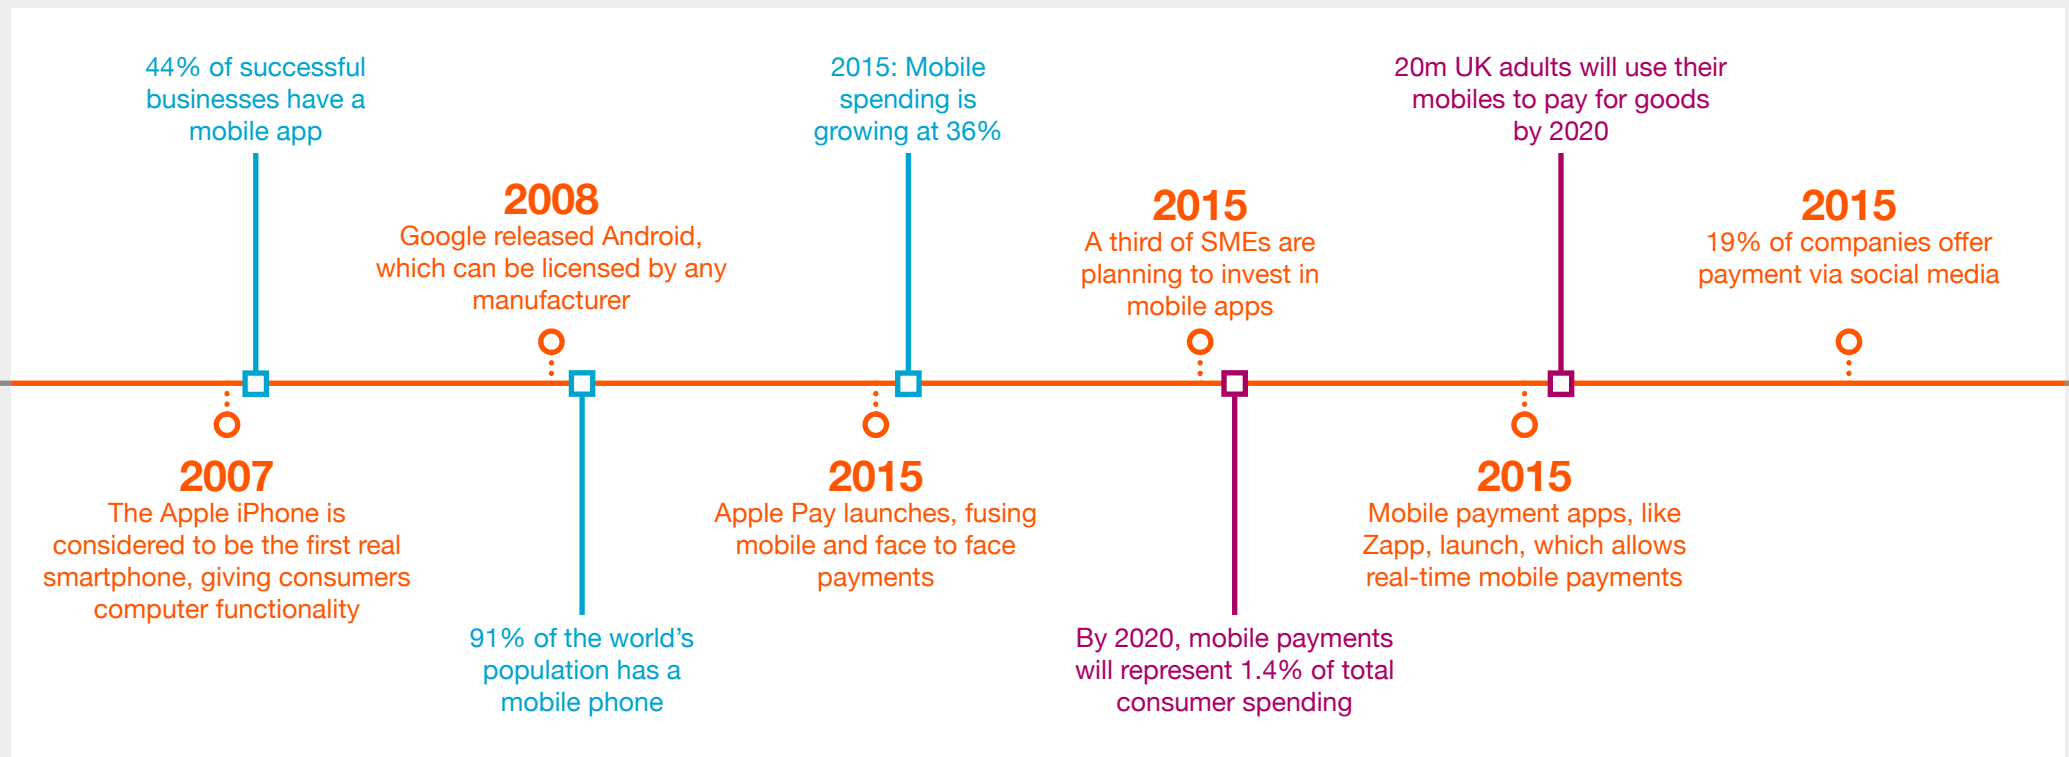 44% of successful
businesses have a
mobile app
2015: Mobile
spending is
growing at 36%
20m UK adults will use their
mobiles to pay for goods
by 2020
2008
Google released Android,
which can be licensed by any
manufacturer
2015
A third of SMEs are
planning to invest in
mobile apps
2015
19% of companies offer
payment via social media
2007
The Apple iPhone is
considered to be the first real
smartphone, giving consumers
computer functionality
2015
Apple Pay launches, fusing
mobile and face to face
payments
2015
Mobile payment apps, like
Zapp, launch, which allows
real-time mobile payments
91% of the world’s
population has a
mobile phone
By 2020, mobile payments
will represent 1.4% of total
consumer spending